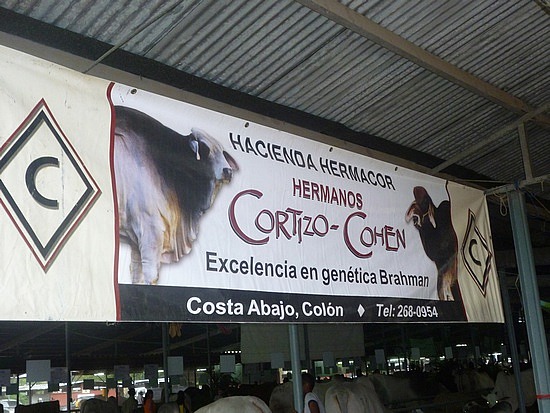 C
HACIENDA HERMACOR
HERMANOS
CORTIZO-COHEN
Excelencia en genética Brahman
Costa Abajo, Colón ♦ Tel: 268-0954
C